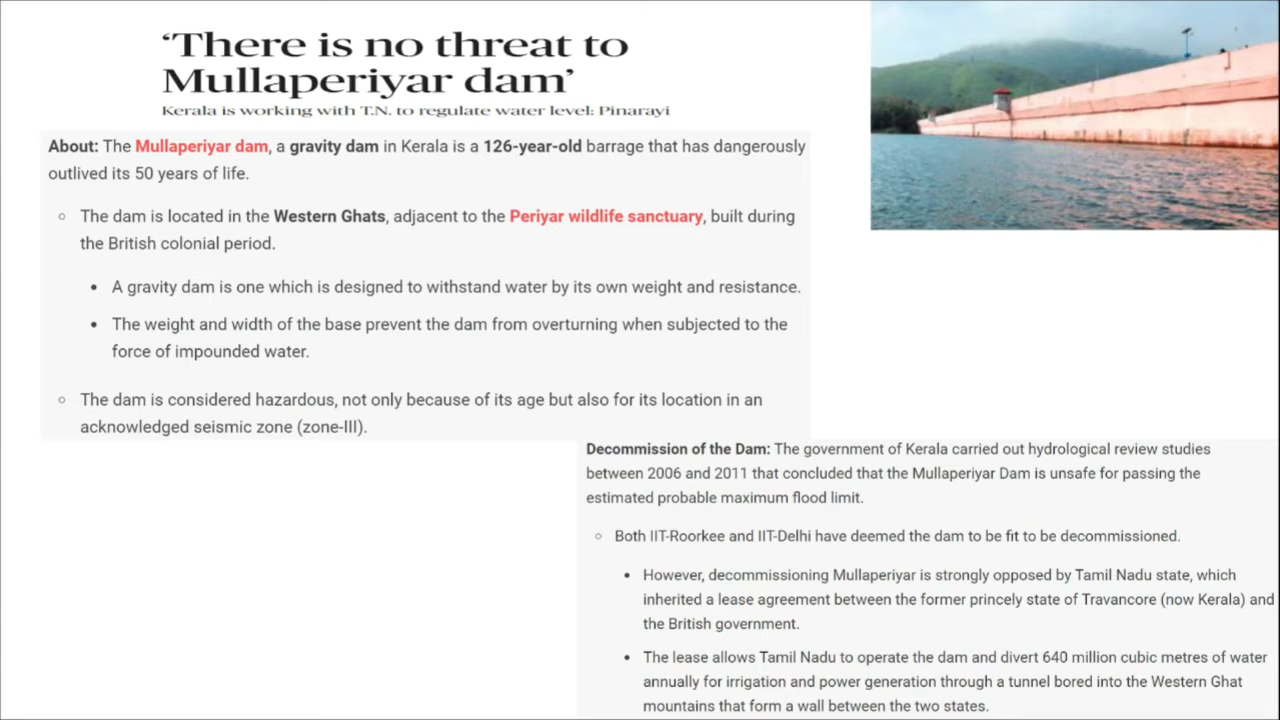 ‘There is no threat to
Mullaperiyar dam’
Kerala is working with T.N. to regulate water level: Pinarayi
About: The Mullaperiyar dam, a gravity dam in Kerala is a 126-year-old barrage that has dangerously
outlived its 50 years of life.
The dam is located in the Western Ghats, adjacent to the Periyar wildlife sanctuary, built during
the British colonial period.
A gravity dam is one which is designed to withstand water by its own weight and resistance.
The weight and width of the base prevent the dam from overturning when subjected to the
force of impounded water.
The dam is considered hazardous, not only because of its age but also for its location in an
acknowledged seismic zone (zone-III).
Decommission of the Dam: The government of Kerala carried out hydrological review studies
between 2006 and 2011 that concluded that the Mullaperiyar Dam is unsafe for passing the
estimated probable maximum flood limit.
Both IIT-Roorkee and IIT-Delhi have deemed the dam to be fit to be decommissioned.
However, decommissioning Mullaperiyar is strongly opposed by Tamil Nadu state, which
inherited a lease agreement between the former princely state of Travancore (now Kerala) and
the British government.
The lease allows Tamil Nadu to operate the dam and divert 640 million cubic metres of water
annually for irrigation and power generation through a tunnel bored into the Western Ghat
mountains that form a wall between the two states.